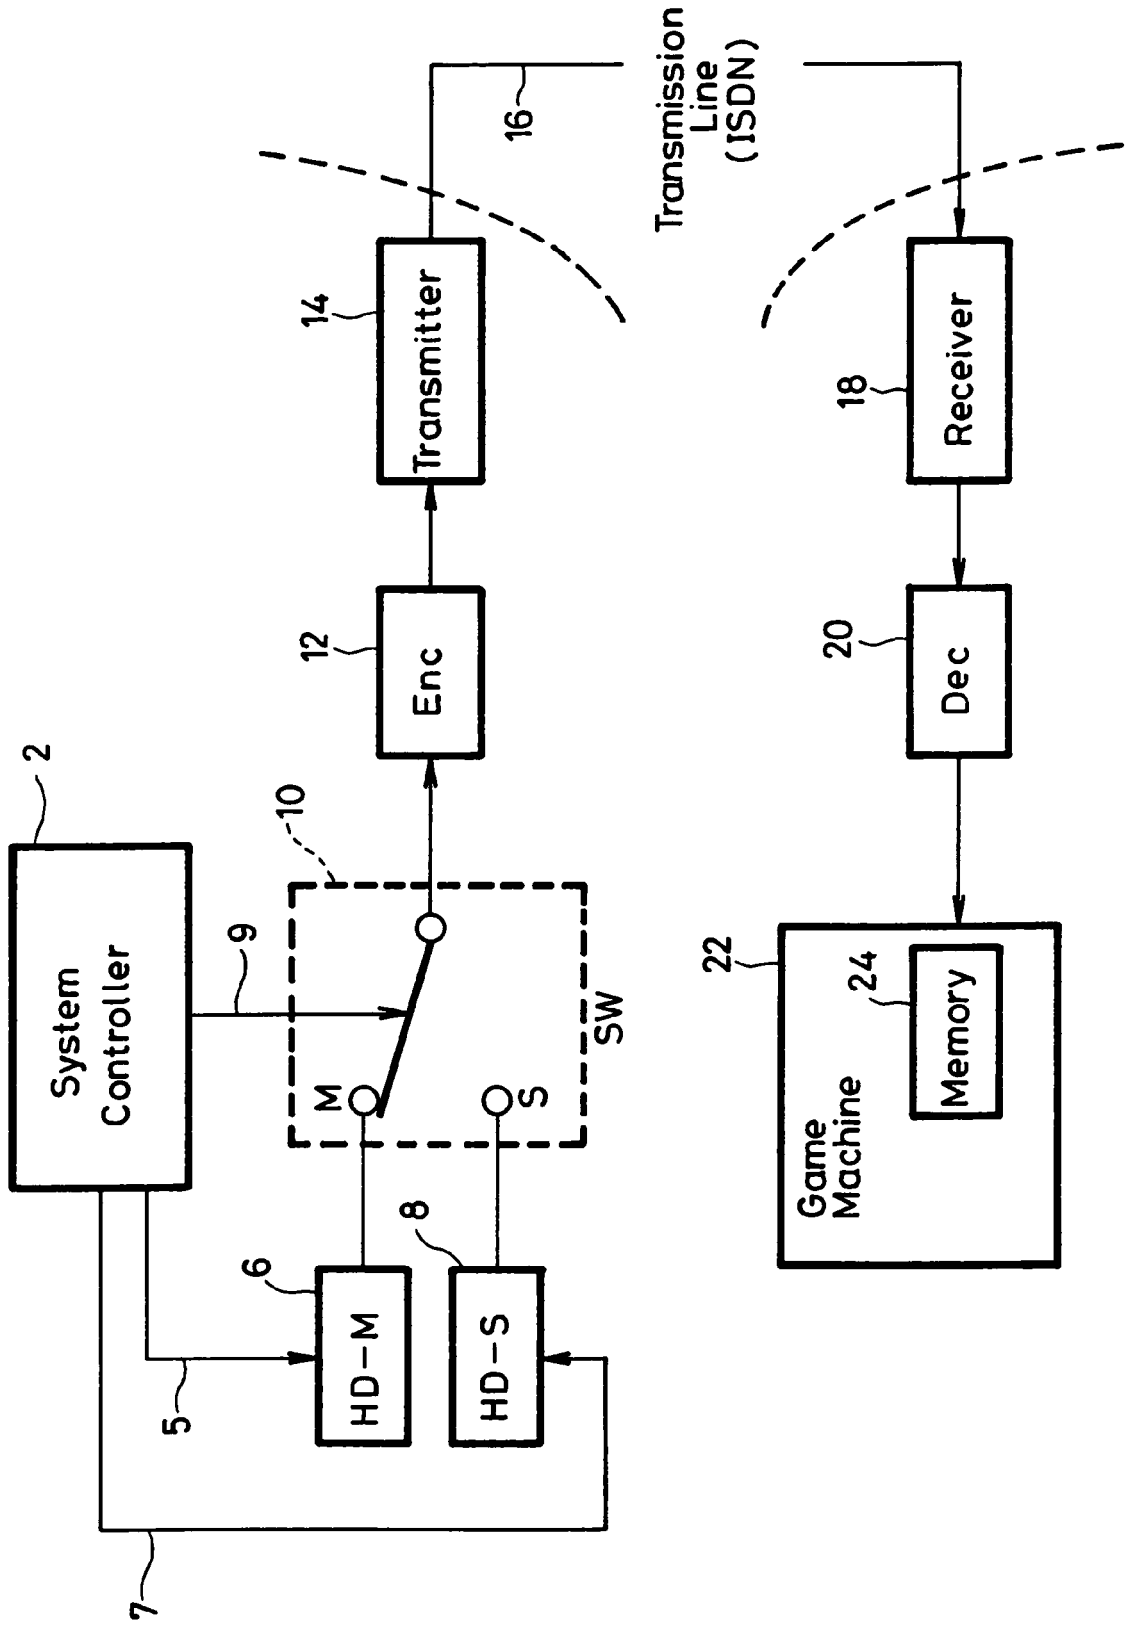 2
System
Controller
5
7
9
6
HD-M
8
HD-S
M
S
10
SW
12
Enc
14
Transmitter
16
Transmission
Line
(ISDN)
18
Receiver
20
Dec
22
Game
Machine
24
Memory